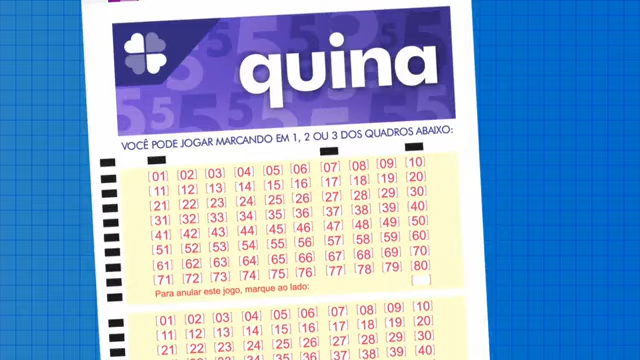 quina
VOCÊ PODE JOGAR MARCANDO EM 1, 2 OU 3 DOS QUADROS ABAIXO:
[01] [02] [03] [04] [05] [06] [07] [08] [09] [10]
[11] [12] [13] [14] [15] [16] [17] [18] [19] [20]
[21] [22] [23] [24] [25] [26] [27] [28] [29] [30]
[31] [32] [33] [34] [35] [36] [37] [38] [39] [40]
[41] [42] [43] [44] [45] [46] [47] [48] [49] [50]
[51] [52] [53] [54] [55] [56] [57] [58] [59] [60]
[61] [62] [63] [64] [65] [66] [67] [68] [69] [70]
[71] [72] [73] [74] [75] [76] [77] [78] [79] [80]
Para anular este jogo, marque ao lado: [ ]
[01] [02] [03] [04] [05] [06] [07] [08] [09] [10]
[11] [12] [13] [14] [15] [16] [17] [18] [19] [20]
[21] [22] [23] [24] [25] [26] [27] [28] [29] [30]
[35] [36] [37] [38] [39] [40]